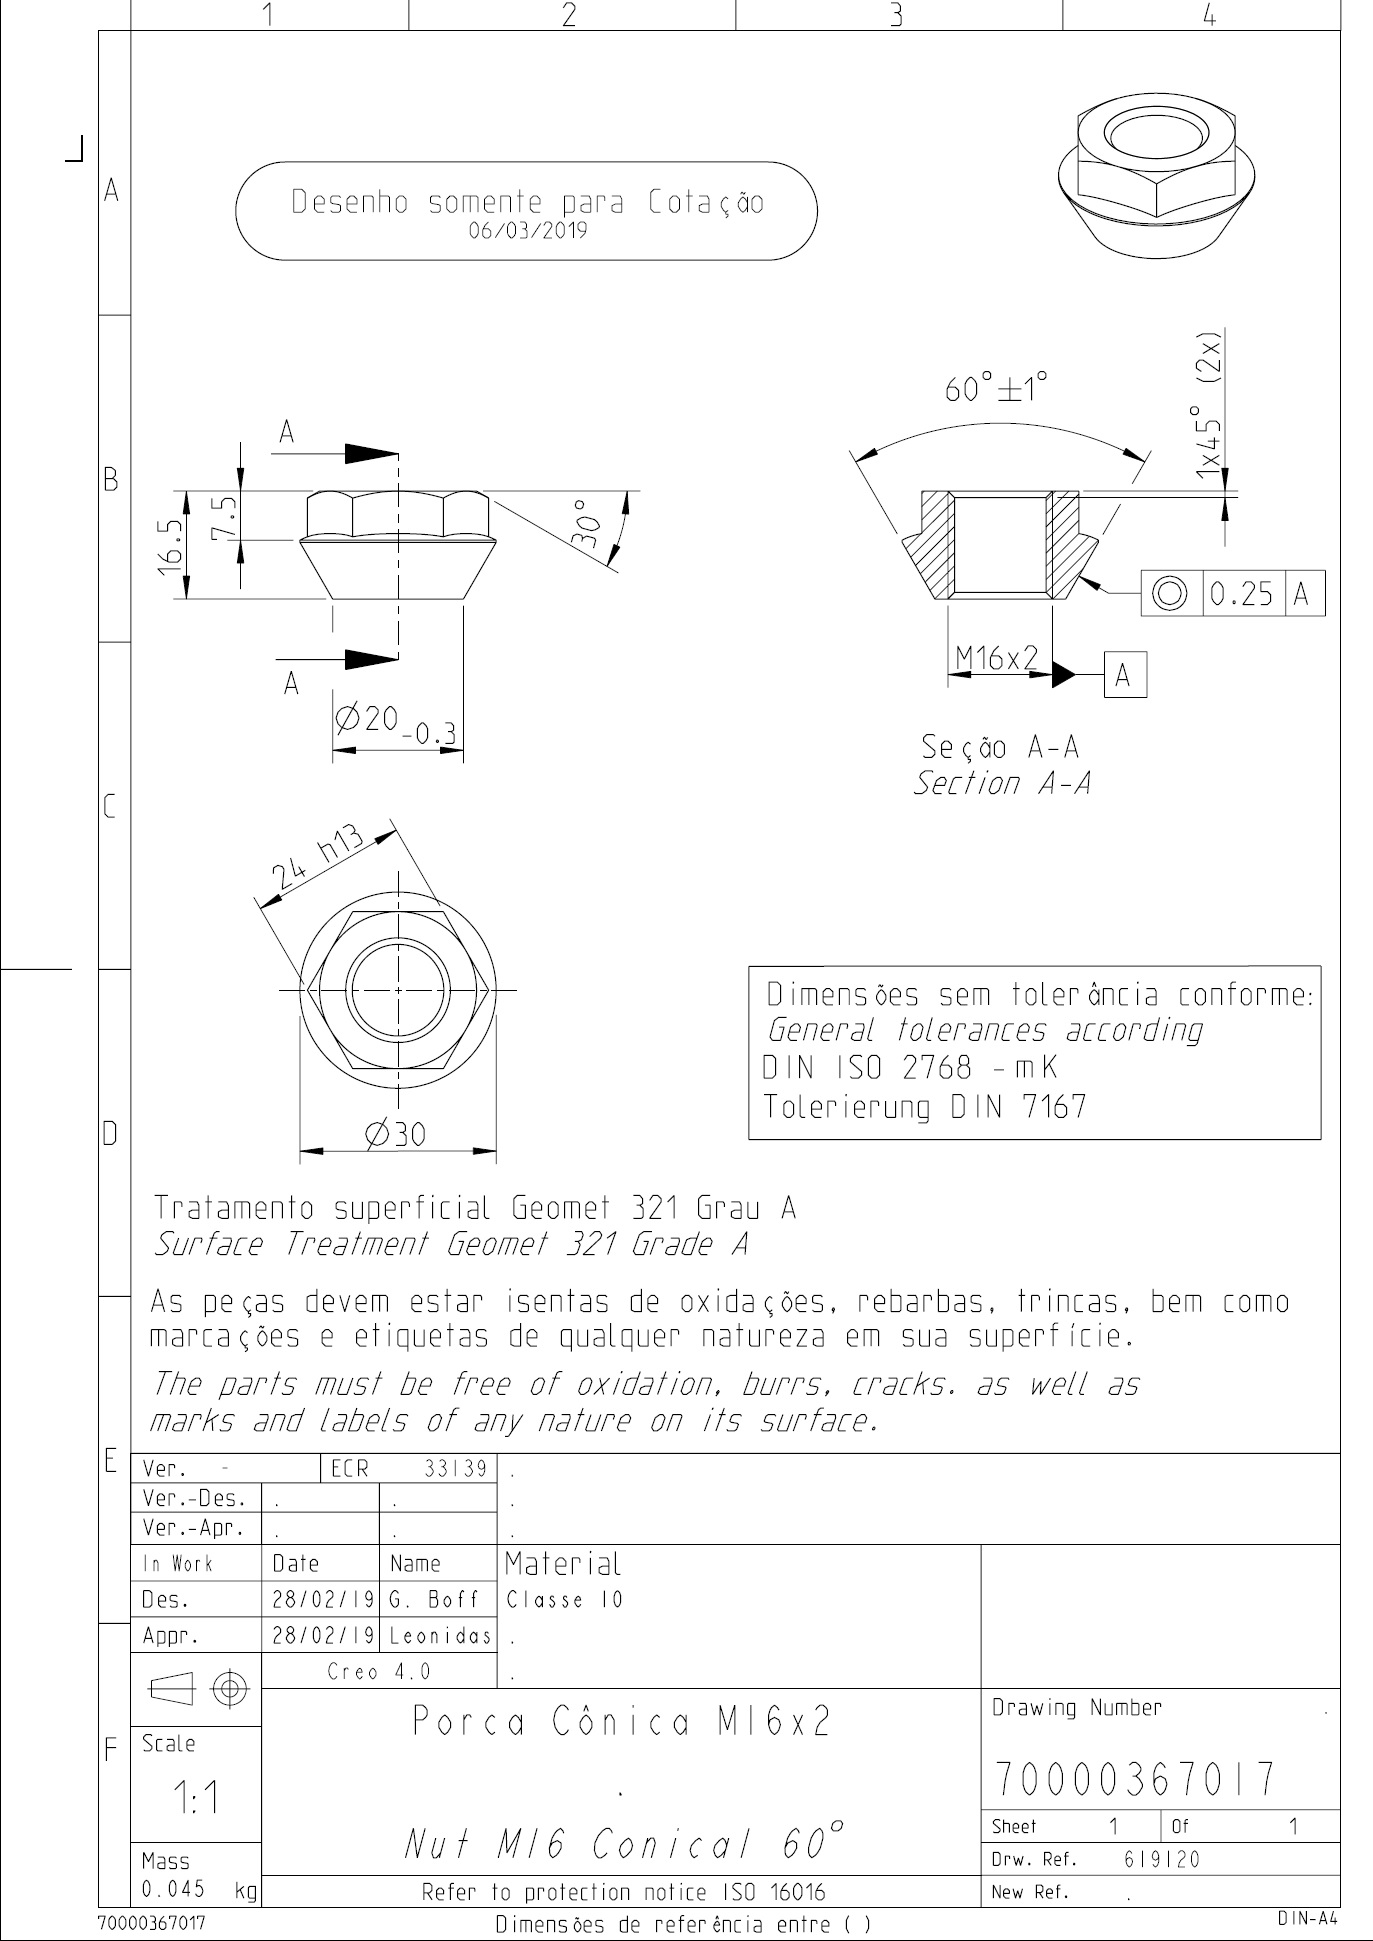 1 2 3 4
A
Desenho somente para Cotação
06/03/2019
B
A
16.5
7.5
30°
A
Ø20 -0.3
60°±1°
1x45° (2x)
0.25 A
M16x2
A
Seção A-A
Section A-A
C
24 h13
Ø30
D
Dimensões sem tolerância conforme:
General tolerances according
DIN ISO 2768 -mK
Tolerierung DIN 7167
Tratamento superficial Geomet 321 Grau A
Surface Treatment Geomet 321 Grade A
As peças devem estar isentas de oxidações, rebarbas, trincas, bem como
marcações e etiquetas de qualquer natureza em sua superfície.
The parts must be free of oxidation, burrs, cracks. as well as
marks and labels of any nature on its surface.
E
Ver. - ECR 33139 .
Ver.-Des. . . .
Ver.-Apr. . . .
In Work Date Name Material
Des. 28/02/19 G. Boff Classe 10
Appr. 28/02/19 Leonidas .
Creo 4.0 .
F
Scale
1:1
Mass
0.045 kg
Porca Cônica M16x2
.
Nut M16 Conical 60°
Refer to protection notice ISO 16016
Drawing Number .
70000367017
Sheet 1 Of 1
Drw. Ref. 619120
New Ref. .
70000367017
Dimensões de referência entre ( )
DIN-A4